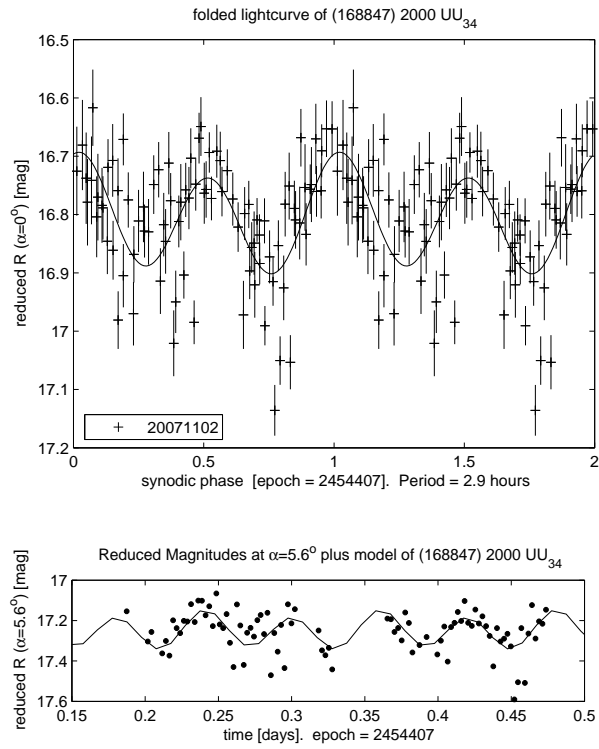 folded lightcurve of (168847) 2000 UU34
16.5
16.6
16.7
16.8
16.9
17
17.1
17.2
reduced R (α=0°) [mag]
20071102
0 0.5 1 1.5 2
synodic phase [epoch = 2454407]. Period = 2.9 hours
Reduced Magnitudes at α=5.6° plus model of (168847) 2000 UU34
17
17.2
17.4
17.6
reduced R (α=5.6°) [mag]
0.15 0.2 0.25 0.3 0.35 0.4 0.45 0.5
time [days]. epoch = 2454407